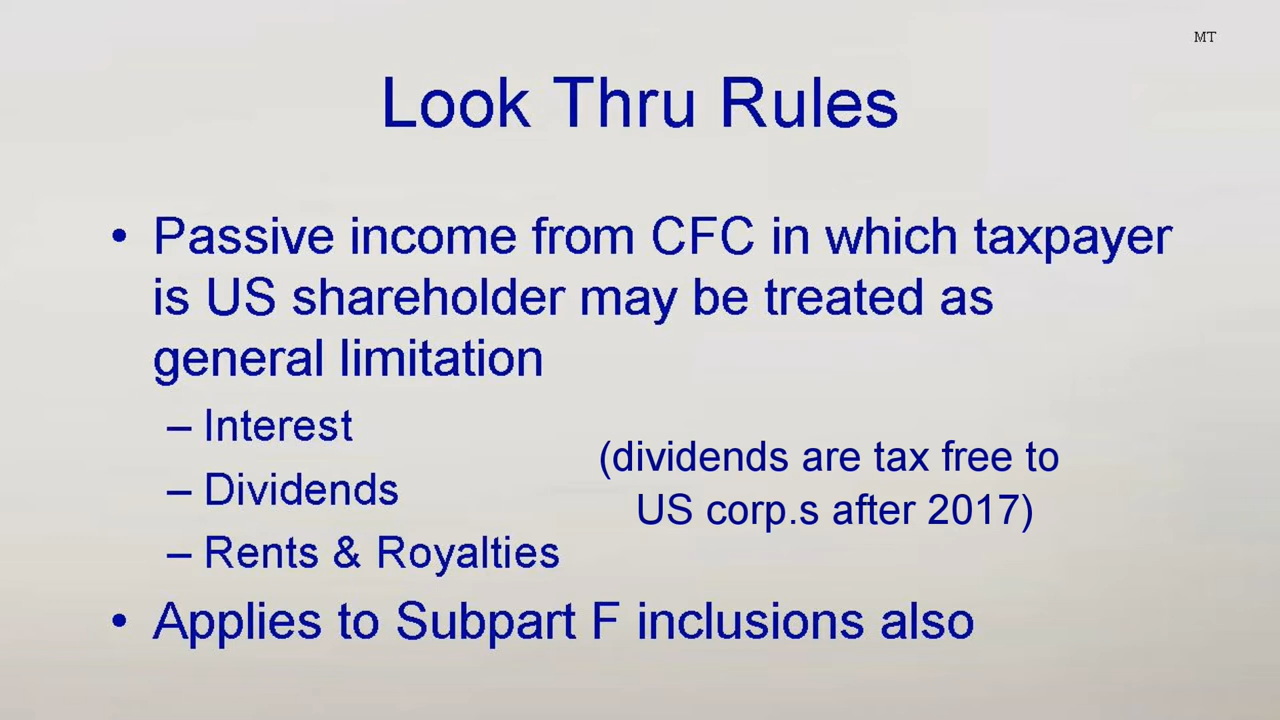 MT
Look Thru Rules
• Passive income from CFC in which taxpayer
is US shareholder may be treated as
general limitation
– Interest
– Dividends
– Rents & Royalties
(dividends are tax free to
US corp.s after 2017)
• Applies to Subpart F inclusions also